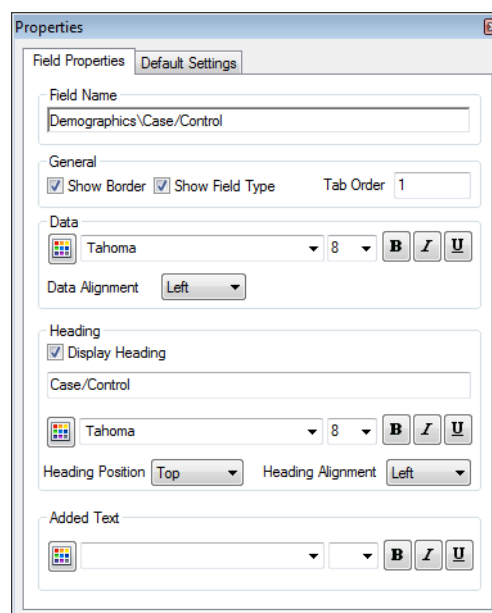 Properties
Field Properties Default Settings
Field Name
Demographics\Case/Control
General
Show Border Show Field Type Tab Order 1
Data
Tahoma 8 B I U
Data Alignment Left
Heading
Display Heading
Case/Control
Tahoma 8 B I U
Heading Position Top Heading Alignment Left
Added Text
B I U